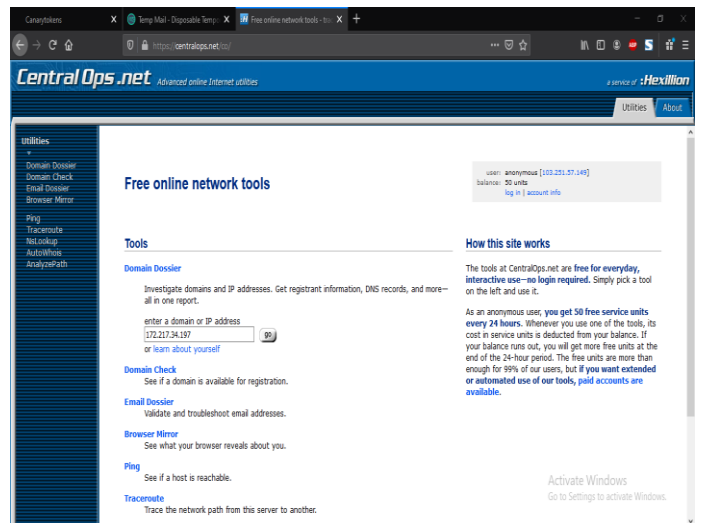 Canarytokens
Temp Mail - Disposable Tempo
Free online network tools - trac
https://centralops.net/co/
Central Ops.net Advanced online Internet utilities
a service of :Hexillion
Utilities About
Utilities
Domain Dossier
Domain Check
Email Dossier
Browser Mirror
Ping
Traceroute
NsLookup
AutoWhois
AnalyzePath
Free online network tools
user: anonymous [103.251.57.149]
balance: 50 units
log in | account info
Tools
Domain Dossier
Investigate domains and IP addresses. Get registrant information, DNS records, and more—
all in one report.
enter a domain or IP address
172.217.34.197 go
or learn about yourself
Domain Check
See if a domain is available for registration.
Email Dossier
Validate and troubleshoot email addresses.
Browser Mirror
See what your browser reveals about you.
Ping
See if a host is reachable.
Traceroute
Trace the network path from this server to another.
How this site works
The tools at CentralOps.net are free for everyday,
interactive use—no login required. Simply pick a tool
on the left and use it.
As an anonymous user, you get 50 free service units
every 24 hours. Whenever you use one of the tools, its
cost in service units is deducted from your balance. If
your balance runs out, you will get more free units at the
end of the 24-hour period. The free units are more than
enough for 99% of our users, but if you want extended
or automated use of our tools, paid accounts are
available.
Activate Windows
Go to Settings to activate Windows.